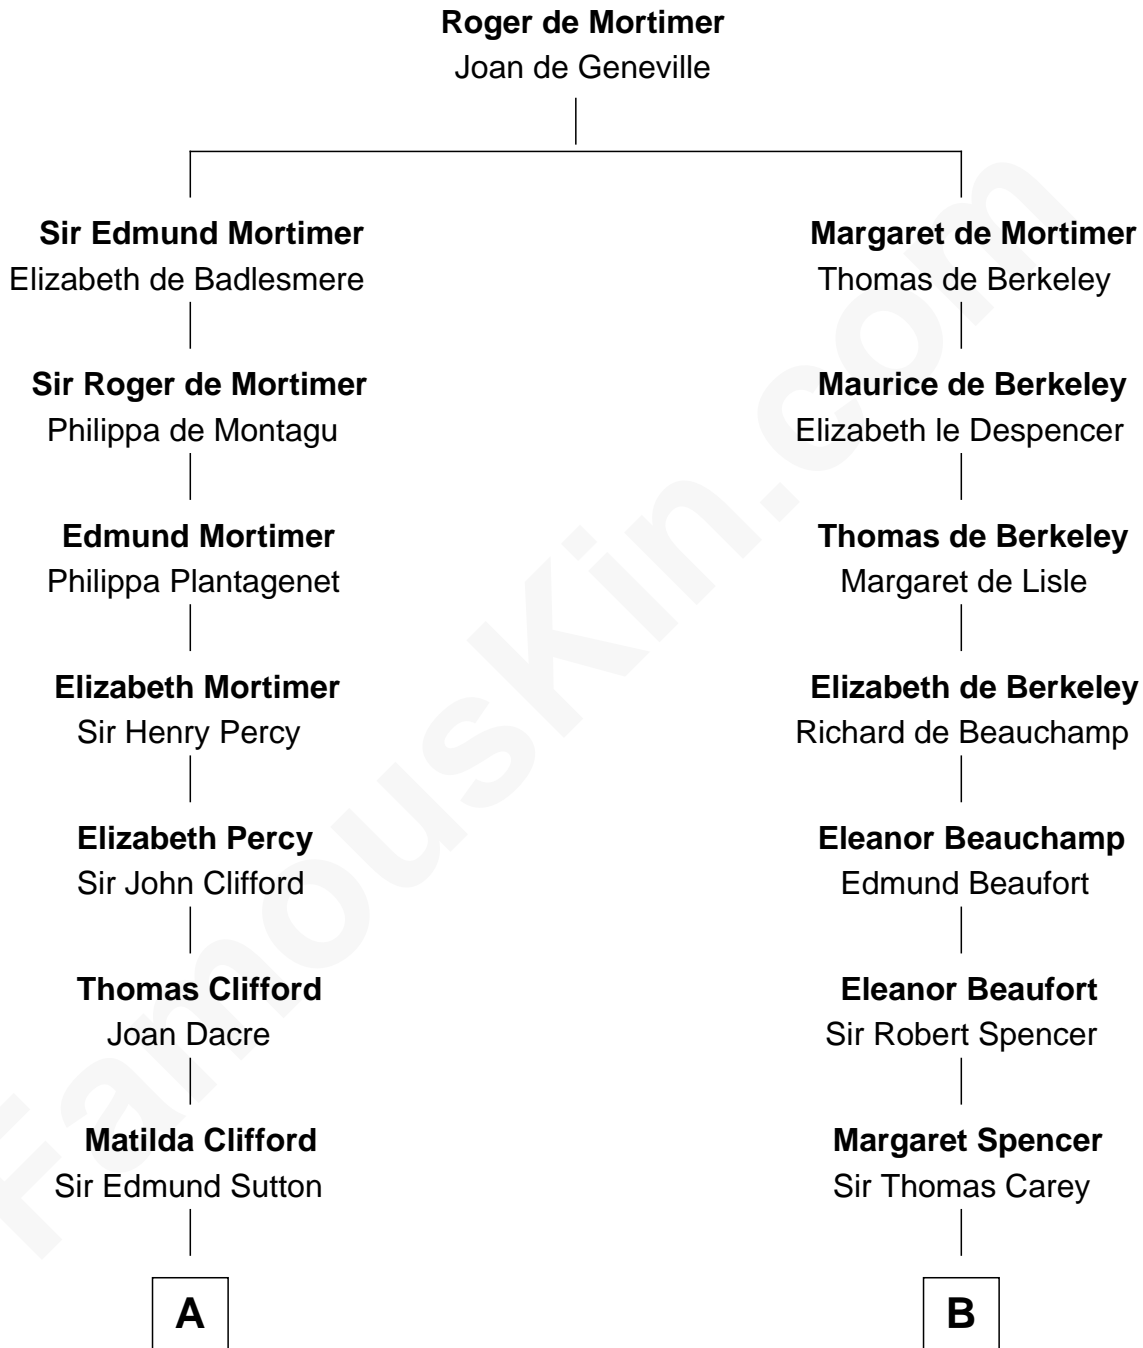 Roger de Mortimer
Joan de Geneville
Sir Edmund Mortimer
Elizabeth de Badlesmere
Margaret de Mortimer
Thomas de Berkeley
Sir Roger de Mortimer
Philippa de Montagu
Maurice de Berkeley
Elizabeth le Despencer
Edmund Mortimer
Philippa Plantagenet
Thomas de Berkeley
Margaret de Lisle
Elizabeth Mortimer
Sir Henry Percy
Elizabeth de Berkeley
Richard de Beauchamp
Elizabeth Percy
Sir John Clifford
Eleanor Beauchamp
Edmund Beaufort
Thomas Clifford
Joan Dacre
Eleanor Beaufort
Sir Robert Spencer
Matilda Clifford
Sir Edmund Sutton
Margaret Spencer
Sir Thomas Carey
A
B
FamousKin.com